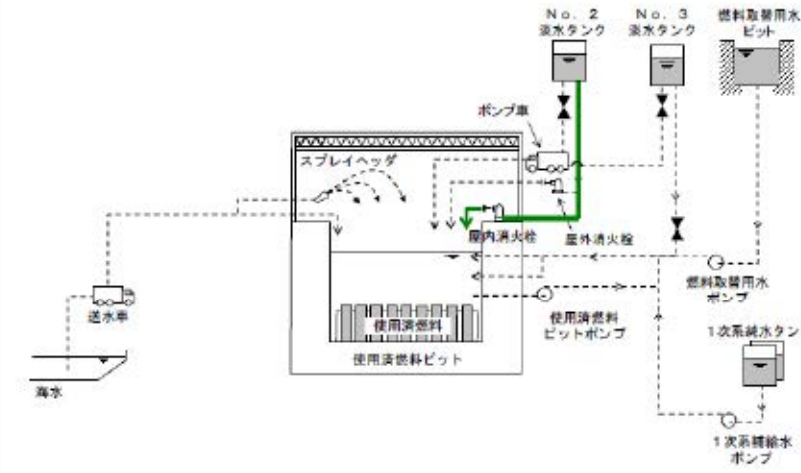 No. 2
淡水タンク
No. 3
淡水タンク
燃料取替用水
ピット
ポンプ車
スプレイヘッダ
屋内消火栓
屋外消火栓
燃料取替用水
ポンプ
送水車
使用済燃料
使用済燃料
ピットポンプ
1次系純水タン
使用済燃料ピット
海水
1次系補給水
ポンプ